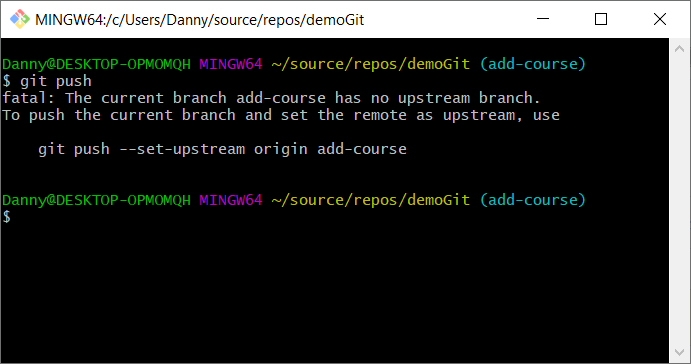 MINGW64:/c/Users/Danny/source/repos/demoGit
Danny@DESKTOP-OPMOMQH MINGW64 ~/source/repos/demoGit (add-course)
$ git push
fatal: The current branch add-course has no upstream branch.
To push the current branch and set the remote as upstream, use
    git push --set-upstream origin add-course
Danny@DESKTOP-OPMOMQH MINGW64 ~/source/repos/demoGit (add-course)
$